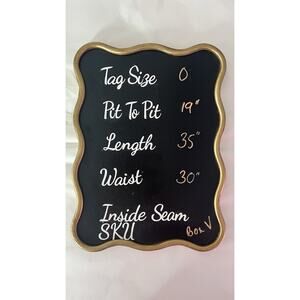 Tag Size 0
Pit To Pit 19"
Length 35"
Waist 30"
Inside Seam
SKU Box V